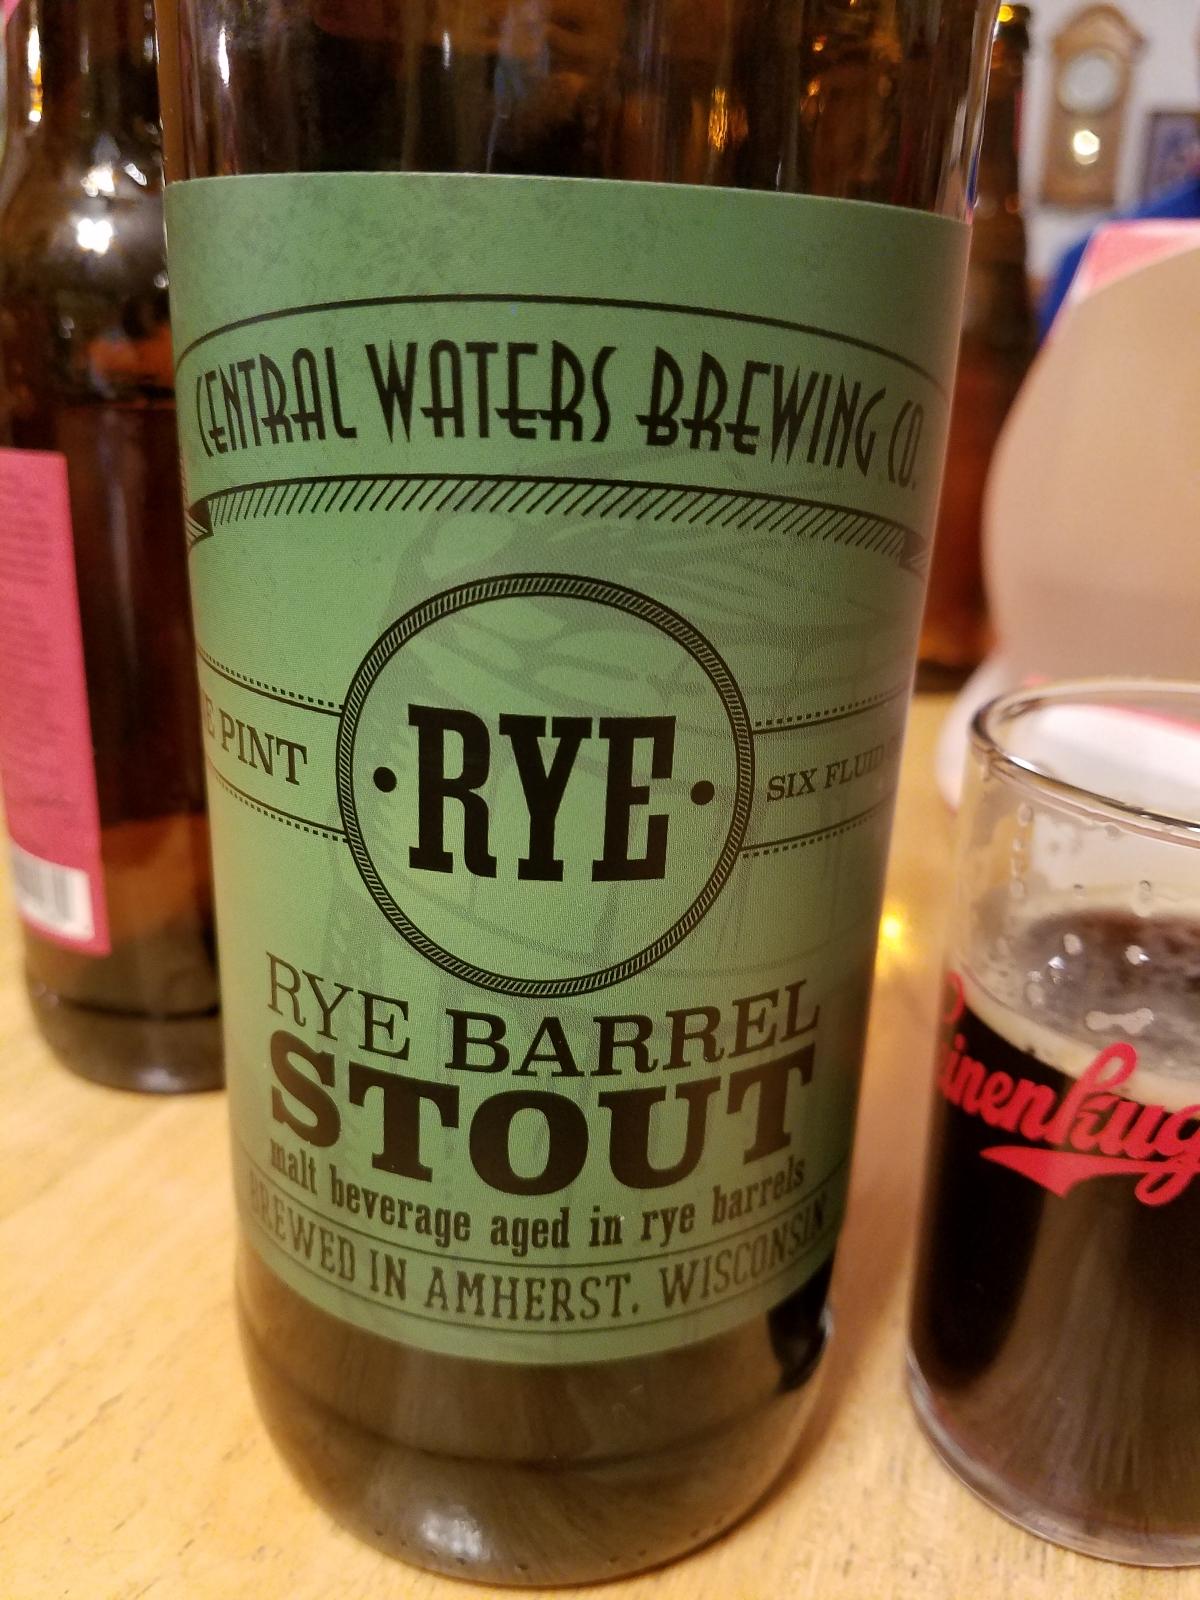 CENTRAL WATERS BREWING CO.
PINT
RYE
SIX FLUID
RYE BARREL
STOUT
malt beverage aged in rye barrels
BREWED IN AMHERST, WISCONSIN